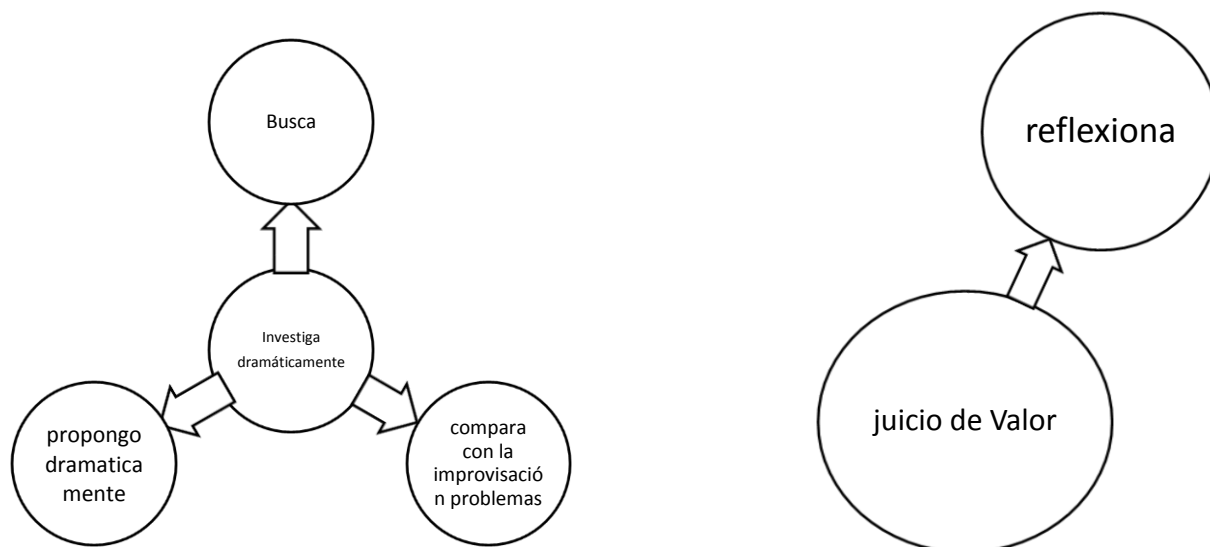 Busca
Investiga
dramáticamente
propongo
dramatica
mente
compara
con la
improvisació
n problemas
reflexiona
juicio de Valor